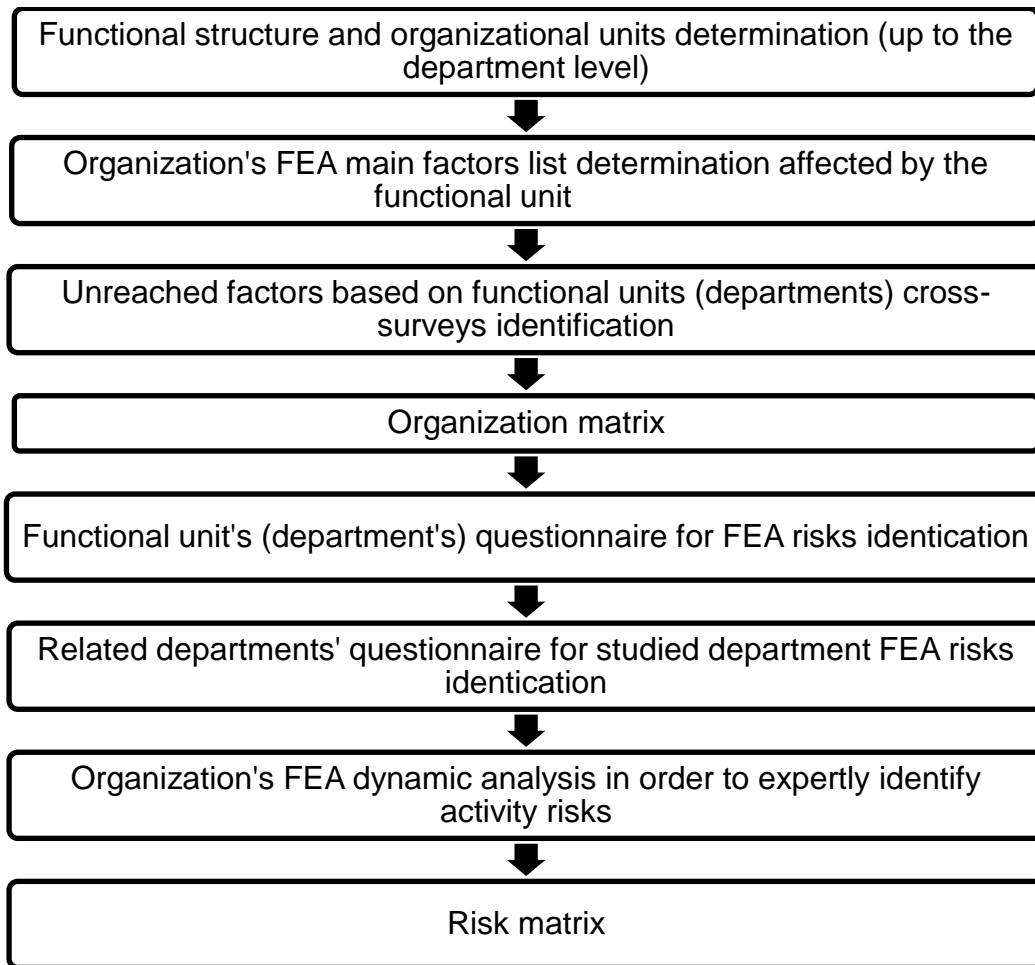 Functional structure and organizational units determination (up to the
department level)
Organization's FEA main factors list determination affected by the
functional unit
Unreached factors based on functional units (departments) cross-
surveys identification
Organization matrix
Functional unit's (department's) questionnaire for FEA risks identication
Related departments' questionnaire for studied department FEA risks
identication
Organization's FEA dynamic analysis in order to expertly identify
activity risks
Risk matrix